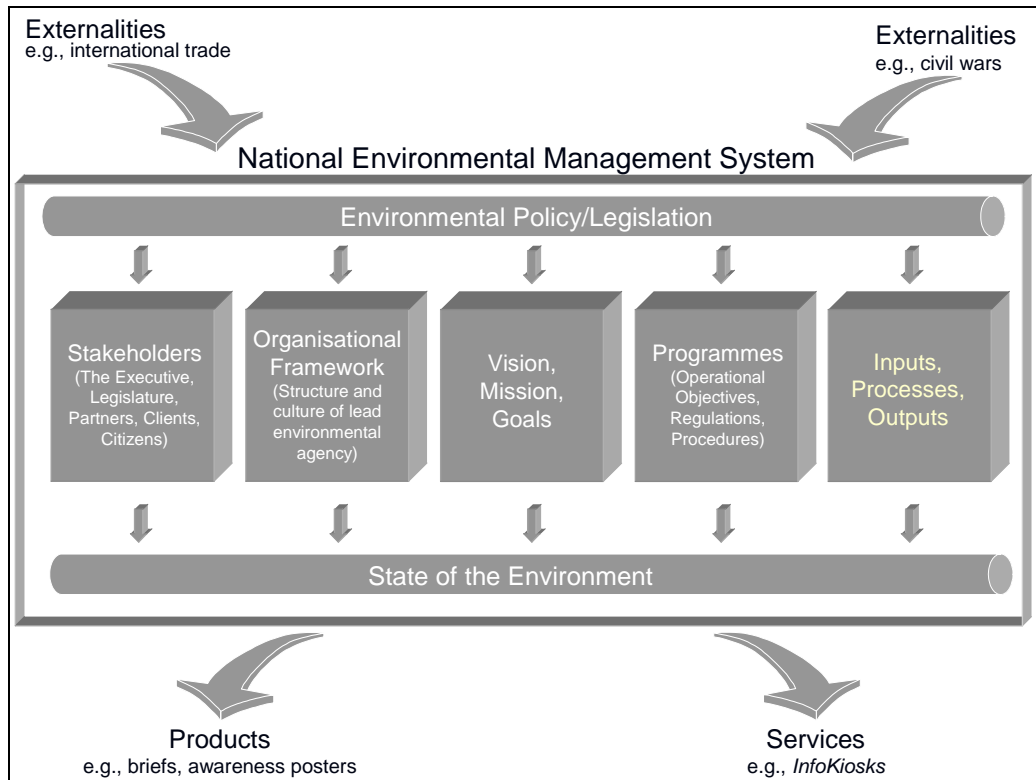 Externalities
e.g., international trade
Externalities
e.g., civil wars
National Environmental Management System
Environmental Policy/Legislation
Stakeholders
(The Executive,
Legislature,
Partners, Clients,
Citizens)
Organisational
Framework
(Structure and
culture of lead
environmental
agency)
Vision,
Mission,
Goals
Programmes
(Operational
Objectives,
Regulations,
Procedures)
Inputs,
Processes,
Outputs
State of the Environment
Products
e.g., briefs, awareness posters
Services
e.g., InfoKiosks